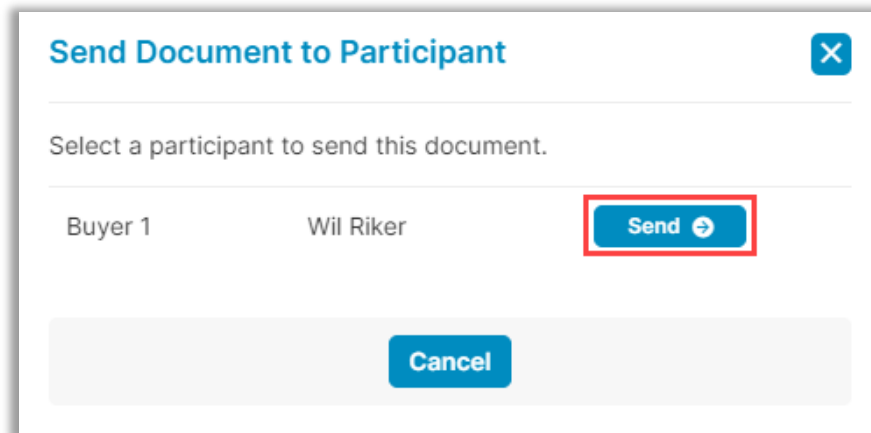 Send Document to Participant
Select a participant to send this document.
Buyer 1 Wil Riker Send
Cancel